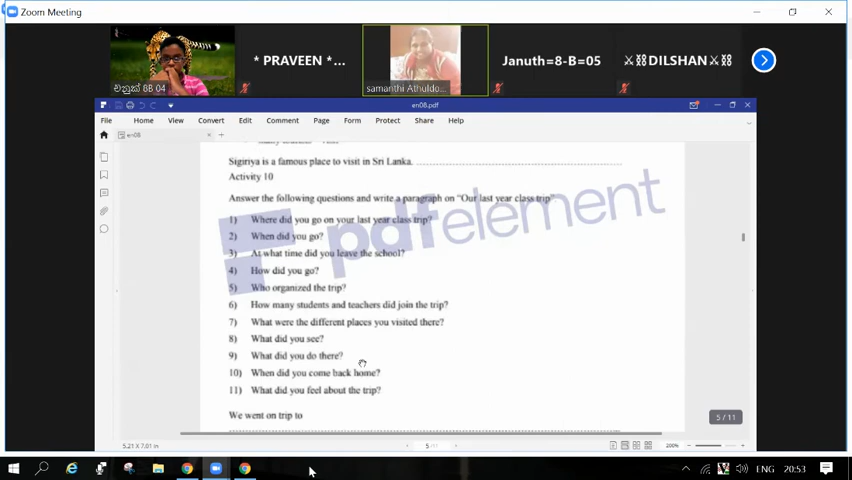 Zoom Meeting
එනුක් 8B 04
* PRAVEEN *...
samanthi Athuldo...
Januth=8-B=05
⚔⛓DILSHAN⚔⛓
en08.pdf
File Home View Convert Edit Comment Page Form Protect Share Help
en08
Sigiriya is a famous place to visit in Sri Lanka. ..............................................................
Activity 10
Answer the following questions and write a paragraph on "Our last year class trip"
pdfelement
1) Where did you go on your last year class trip?
2) When did you go?
3) At what time did you leave the school?
4) How did you go?
5) Who organized the trip?
6) How many students and teachers did join the trip?
7) What were the different places you visited there?
8) What did you see?
9) What did you do there?
10) When did you come back home?
11) What did you feel about the trip?
We went on trip to
5 / 11
5.21 x 7.01 in
5 /11
200%
ENG
20:53